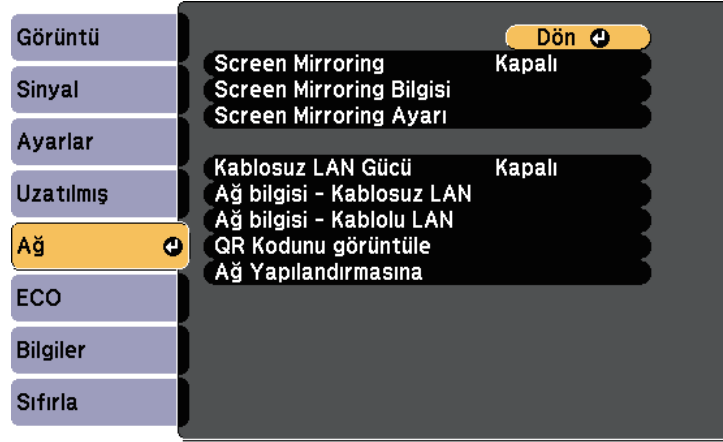 Görüntü
Sinyal
Ayarlar
Uzatılmış
Ağ
ECO
Bilgiler
Sıfırla
Dön
Screen Mirroring Kapalı
Screen Mirroring Bilgisi
Screen Mirroring Ayarı
Kablosuz LAN Gücü Kapalı
Ağ bilgisi - Kablosuz LAN
Ağ bilgisi - Kablolu LAN
QR Kodunu görüntüle
Ağ Yapılandırmasına